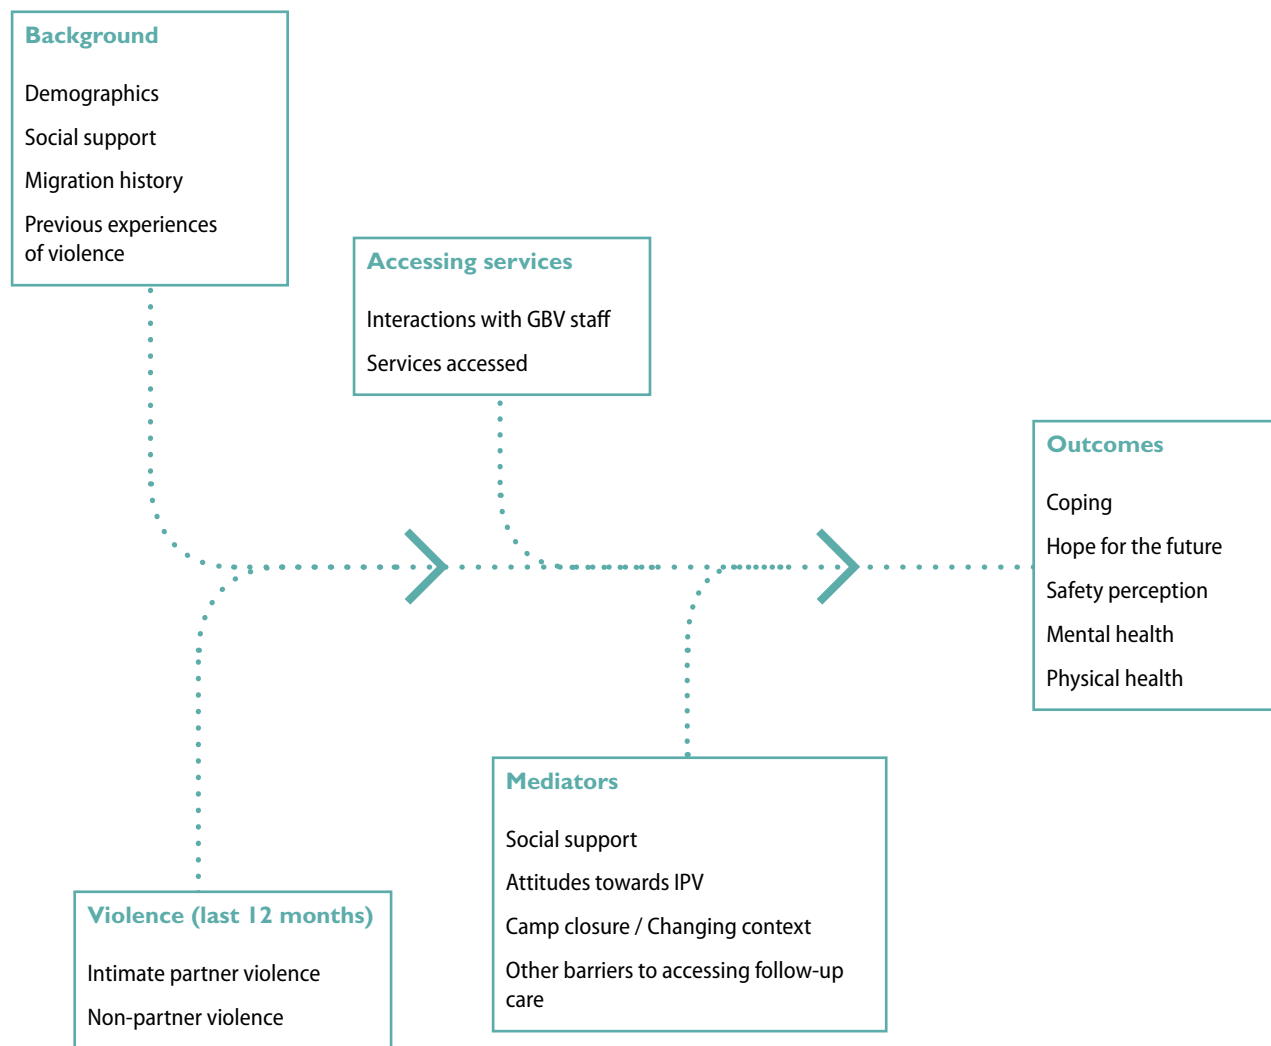 Background
Demographics
Social support
Migration history
Previous experiences
of violence
Accessing services
Interactions with GBV staff
Services accessed
Outcomes
Coping
Hope for the future
Safety perception
Mental health
Physical health
Mediators
Social support
Attitudes towards IPV
Camp closure / Changing context
Other barriers to accessing follow-up
care
Violence (last 12 months)
Intimate partner violence
Non-partner violence